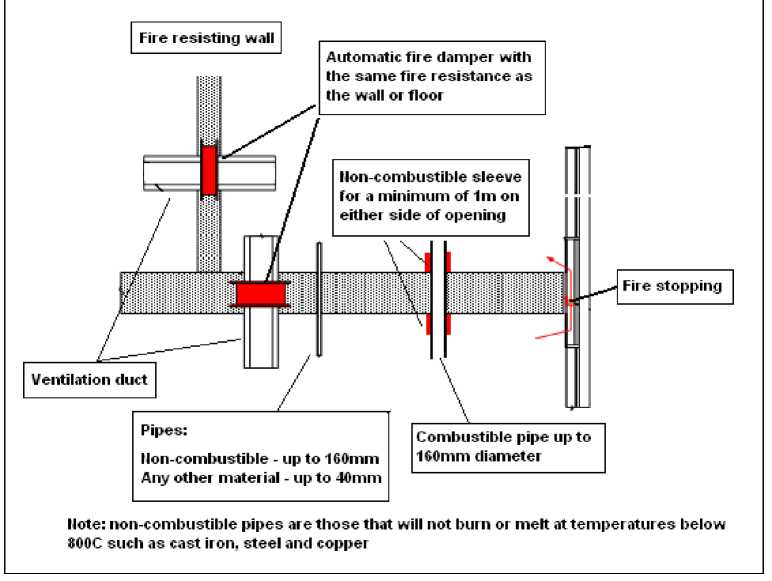 Fire resisting wall
Automatic fire damper with
the same fire resistance as
the wall or floor
Non-combustible sleeve
for a minimum of 1m on
either side of opening
Fire stopping
Ventilation duct
Pipes:
Non-combustible - up to 160mm
Any other material - up to 40mm
Combustible pipe up to
160mm diameter
Note: non-combustible pipes are those that will not burn or melt at temperatures below
800C such as cast iron, steel and copper